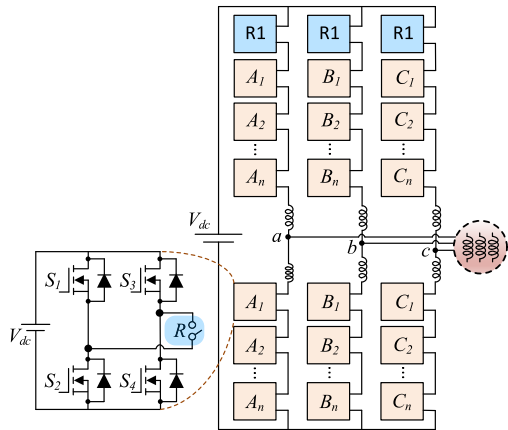 R1 R1 R1
A1 B1 C1
A2 B2 C2
An Bn Cn
Vdc
a
b
c
S1 S3
R
Vdc
S2 S4
A1 B1 C1
A2 B2 C2
An Bn Cn